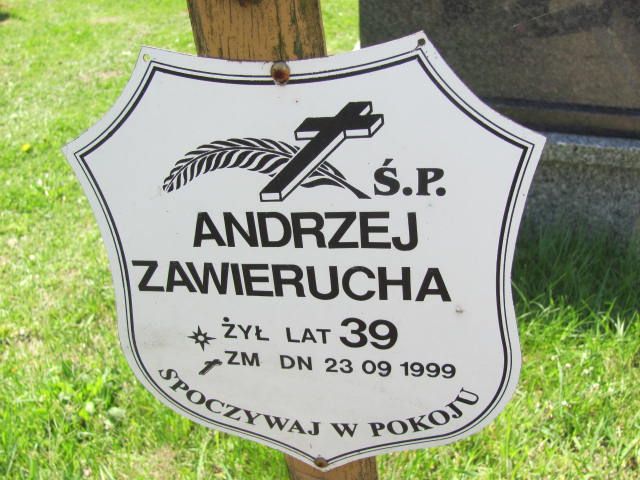 Ś.P.
ANDRZEJ
ZAWIERUCHA
ŻYŁ LAT 39
ZM DN 23 09 1999
SPOCZYWAJ W POKOJU